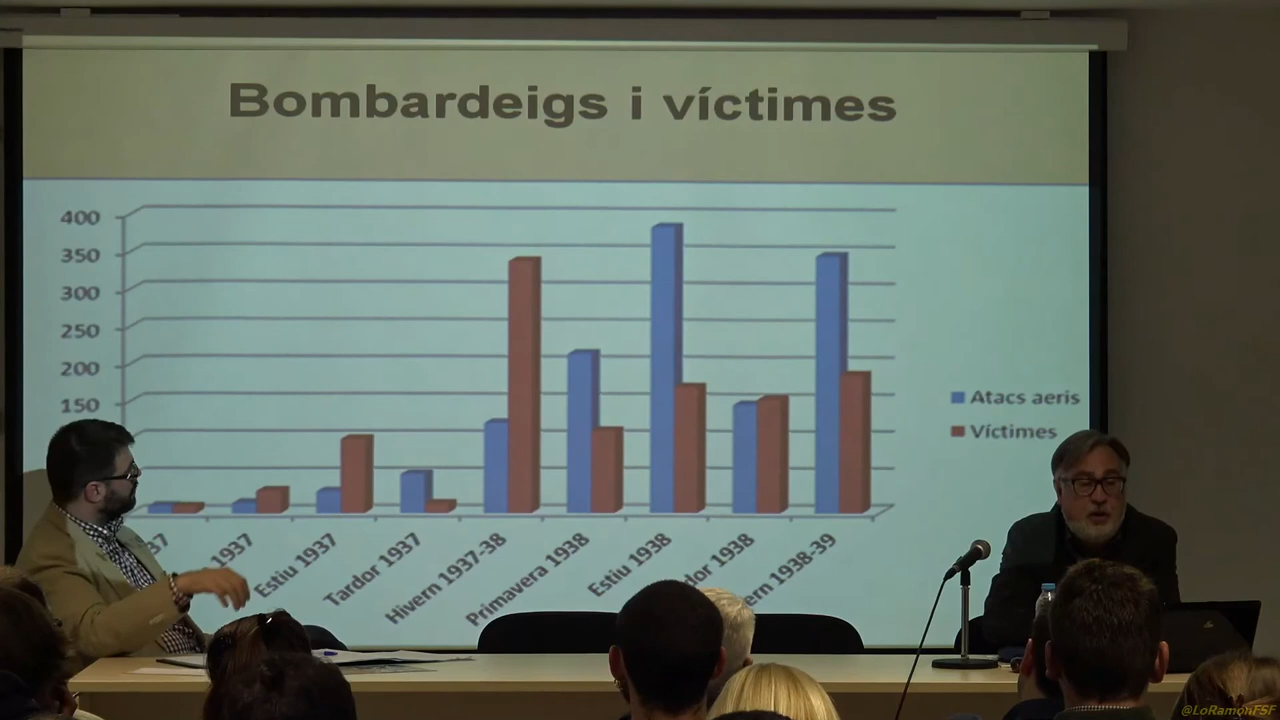 Bombardeigs i víctimes
400
350
300
250
200
150
Atacs aeris
Víctimes
37
1937
Estiu 1937
Tardor 1937
Hivern 1937-38
Primavera 1938
Estiu 1938
dor 1938
ern 1938-39
@LoRamonFSF